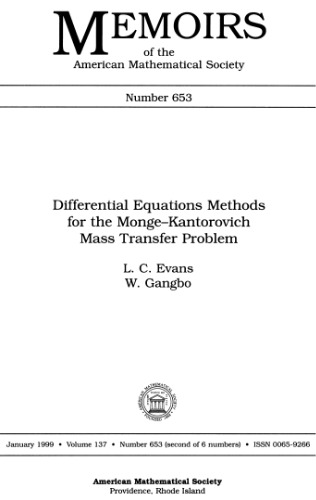 MEMOIRS
of the
American Mathematical Society
Number 653
Differential Equations Methods
for the Monge–Kantorovich
Mass Transfer Problem
L. C. Evans
W. Gangbo
January 1999 • Volume 137 • Number 653 (second of 6 numbers) • ISSN 0065-9266
American Mathematical Society
Providence, Rhode Island